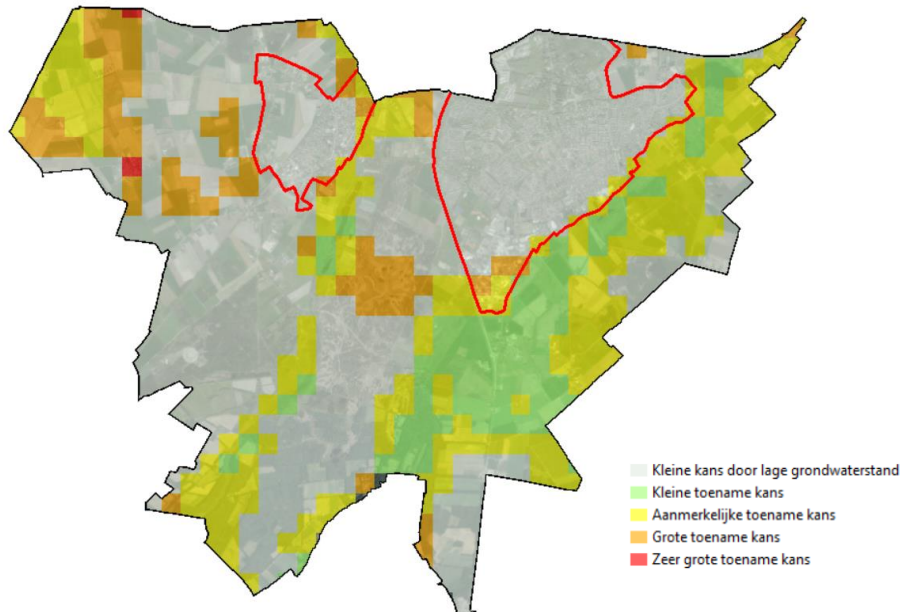 Kleine kans door lage grondwaterstand
Kleine toename kans
Aanmerkelijke toename kans
Grote toename kans
Zeer grote toename kans